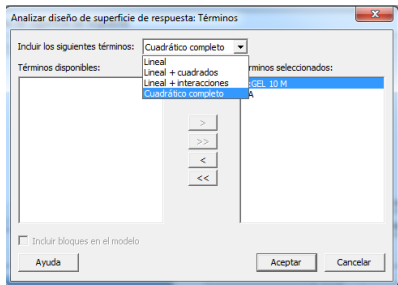 Analizar diseño de superficie de respuesta: Términos
Incluir los siguientes términos: Cuadrático completo
Lineal
Lineal + cuadrados
Lineal + interacciones
Cuadrático completo
Términos disponibles:
rminos seleccionados:
GEL 10 M
A
>
>>
<
<<
Incluir bloques en el modelo
Ayuda
Aceptar
Cancelar